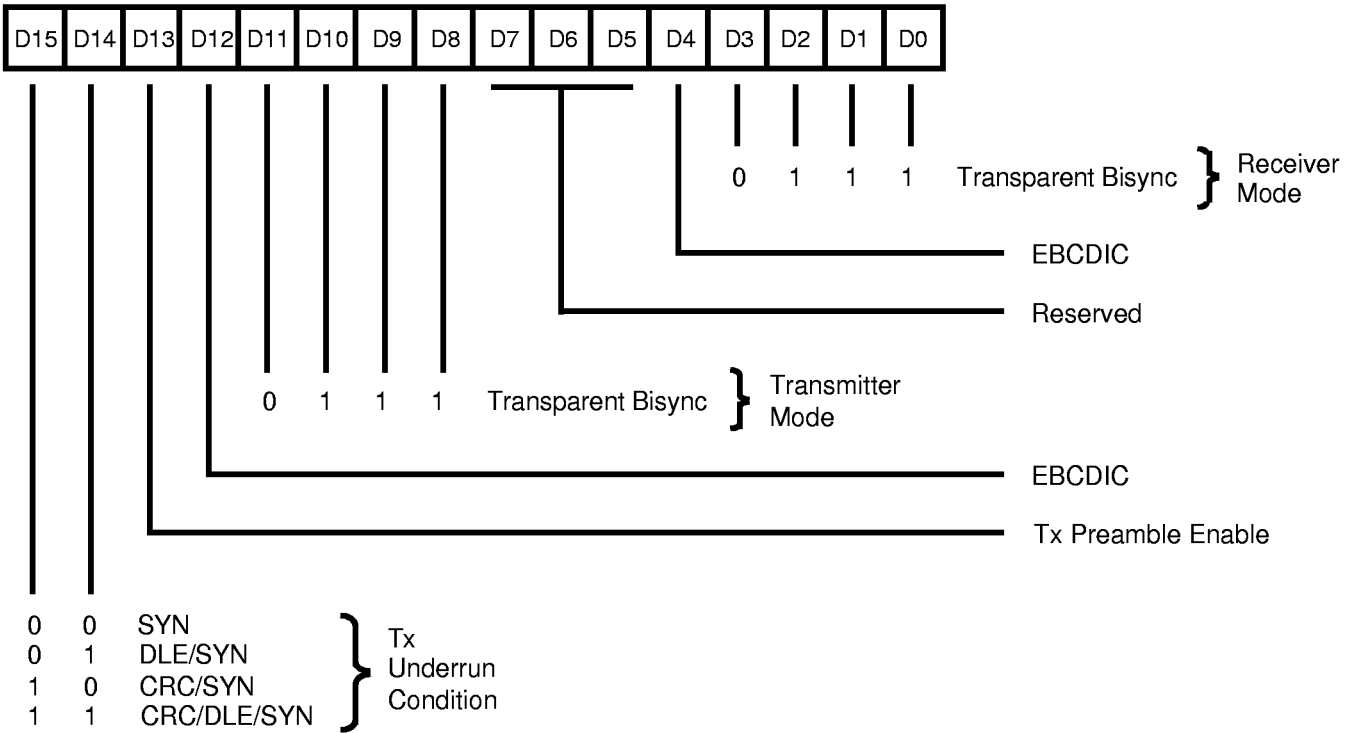 D15 D14 D13 D12 D11 D10 D9 D8 D7 D6 D5 D4 D3 D2 D1 D0
0 1 1 1 Transparent Bisync } Receiver
Mode
EBCDIC
Reserved
0 1 1 1 Transparent Bisync } Transmitter
Mode
EBCDIC
Tx Preamble Enable
0 0 SYN
0 1 DLE/SYN
1 0 CRC/SYN
1 1 CRC/DLE/SYN
} Tx
Underrun
Condition